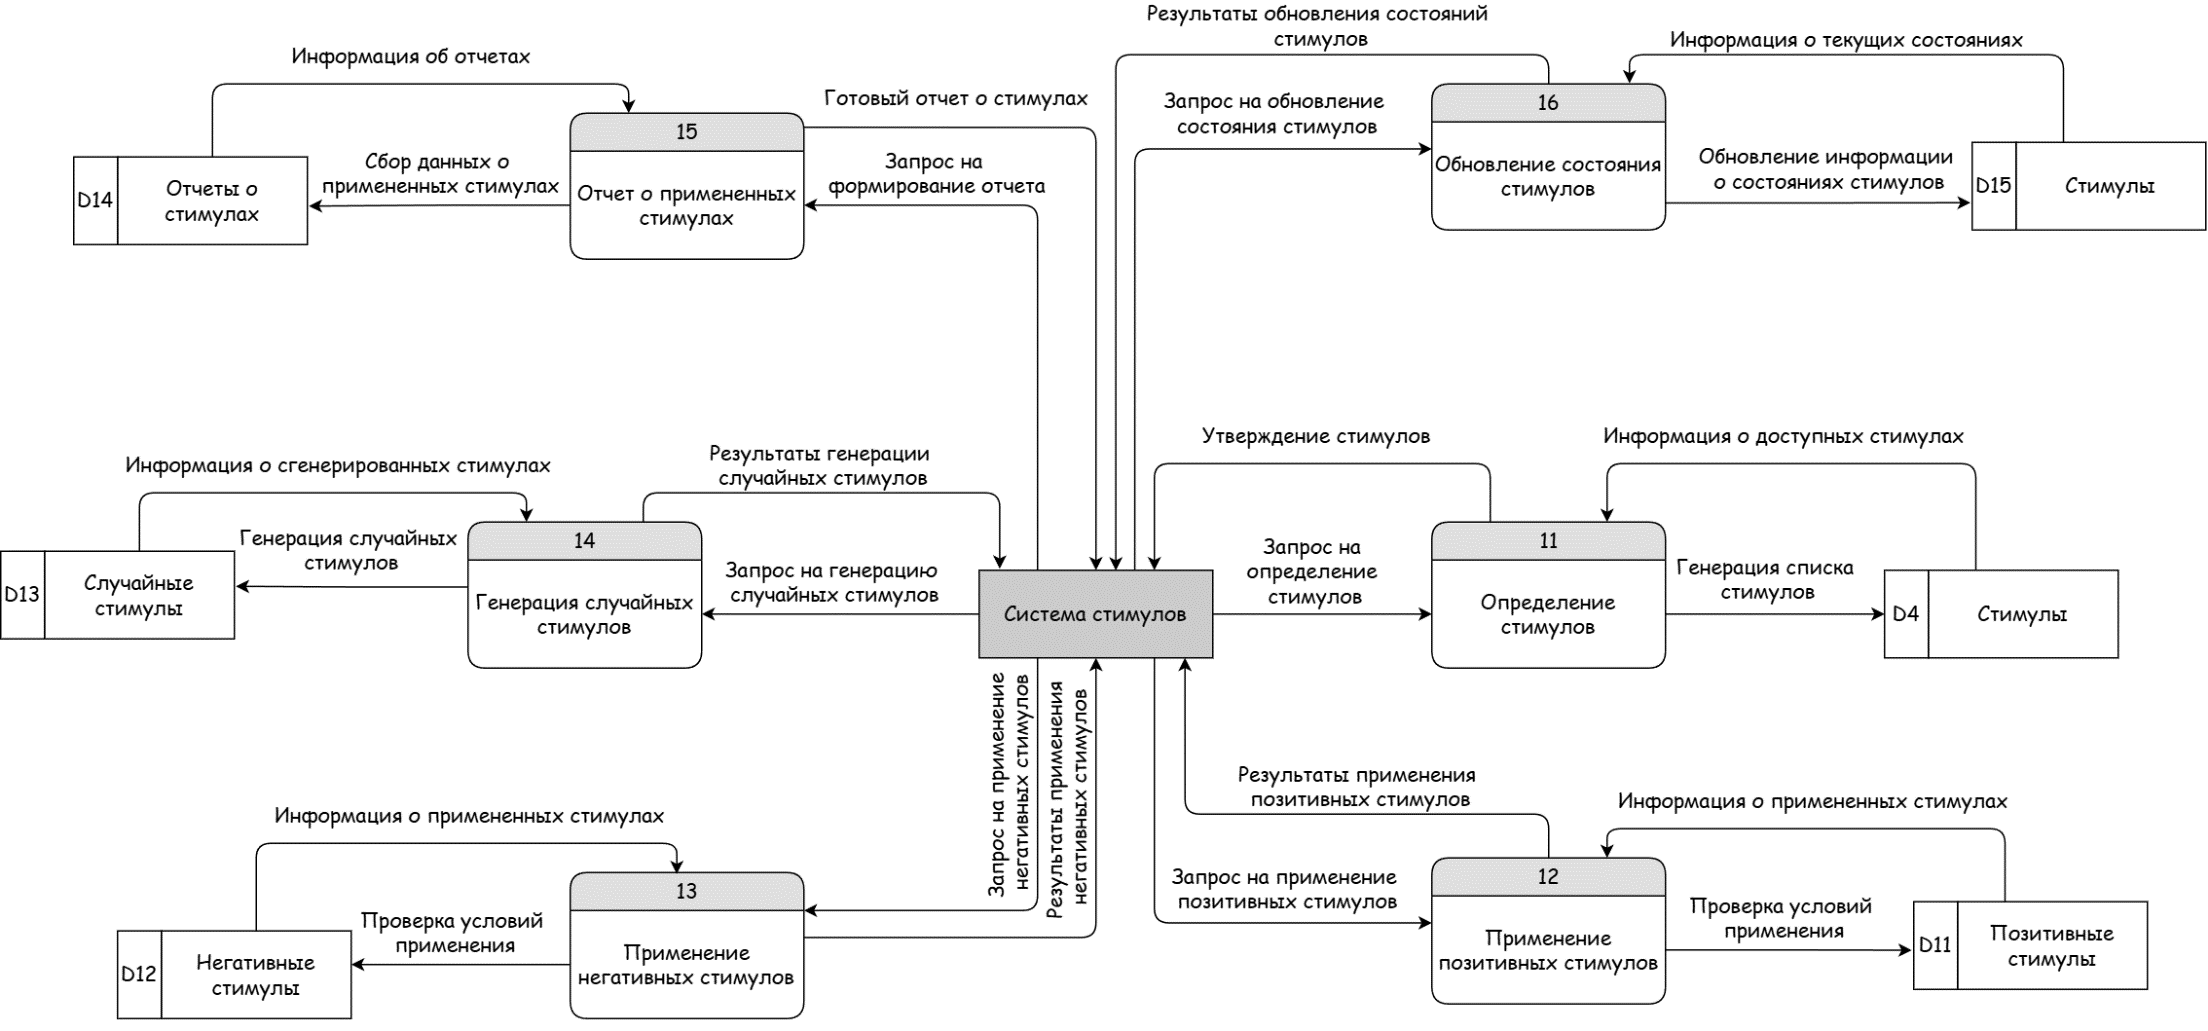 Результаты обновления состояний
стимулов
Информация о текущих состояниях
Информация об отчетах
Готовый отчет о стимулах
Запрос на обновление
состояния стимулов
16
Обновление состояния
стимулов
Обновление информации
о состояниях стимулов
D15
Стимулы
15
Отчет о примененных
стимулах
Сбор данных о
примененных стимулах
Запрос на
формирование отчета
D14
Отчеты о
стимулах
Утверждение стимулов
Информация о доступных стимулах
Информация о сгенерированных стимулах
Результаты генерации
случайных стимулов
Генерация случайных
стимулов
14
Генерация случайных
стимулов
Запрос на генерацию
случайных стимулов
D13
Случайные
стимулы
Система стимулов
Запрос на
определение
стимулов
11
Определение
стимулов
Генерация списка
стимулов
D4
Стимулы
Запрос на применение
негативных стимулов
Результаты применения
негативных стимулов
Результаты применения
позитивных стимулов
Информация о примененных стимулах
Информация о примененных стимулах
13
Применение
негативных стимулов
Проверка условий
применения
D12
Негативные
стимулы
Запрос на применение
позитивных стимулов
12
Применение
позитивных стимулов
Проверка условий
применения
D11
Позитивные
стимулы